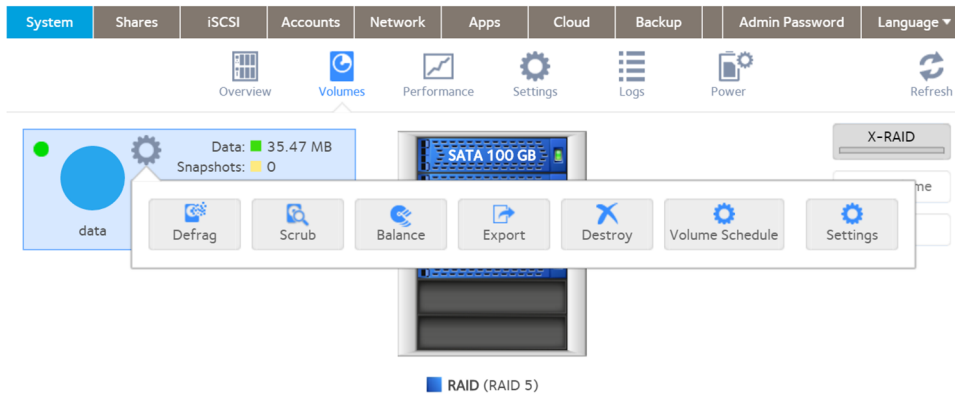 System Shares iSCSI Accounts Network Apps Cloud Backup Admin Password Language
Overview Volumes Performance Settings Logs Power Refresh
Data: 35.47 MB
Snapshots: 0
data
SATA 100 GB
X-RAID
me
Defrag Scrub Balance Export Destroy Volume Schedule Settings
RAID (RAID 5)